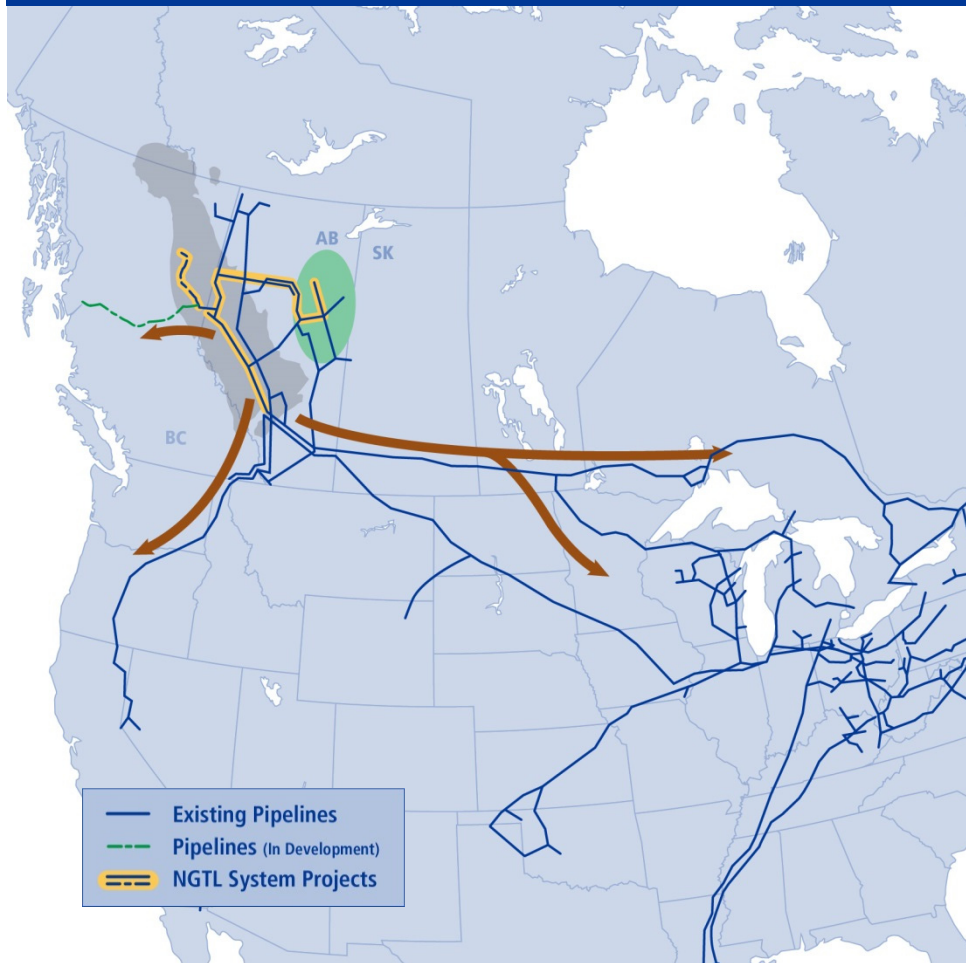 AB
SK
BC
Existing Pipelines
Pipelines (In Development)
NGTL System Projects